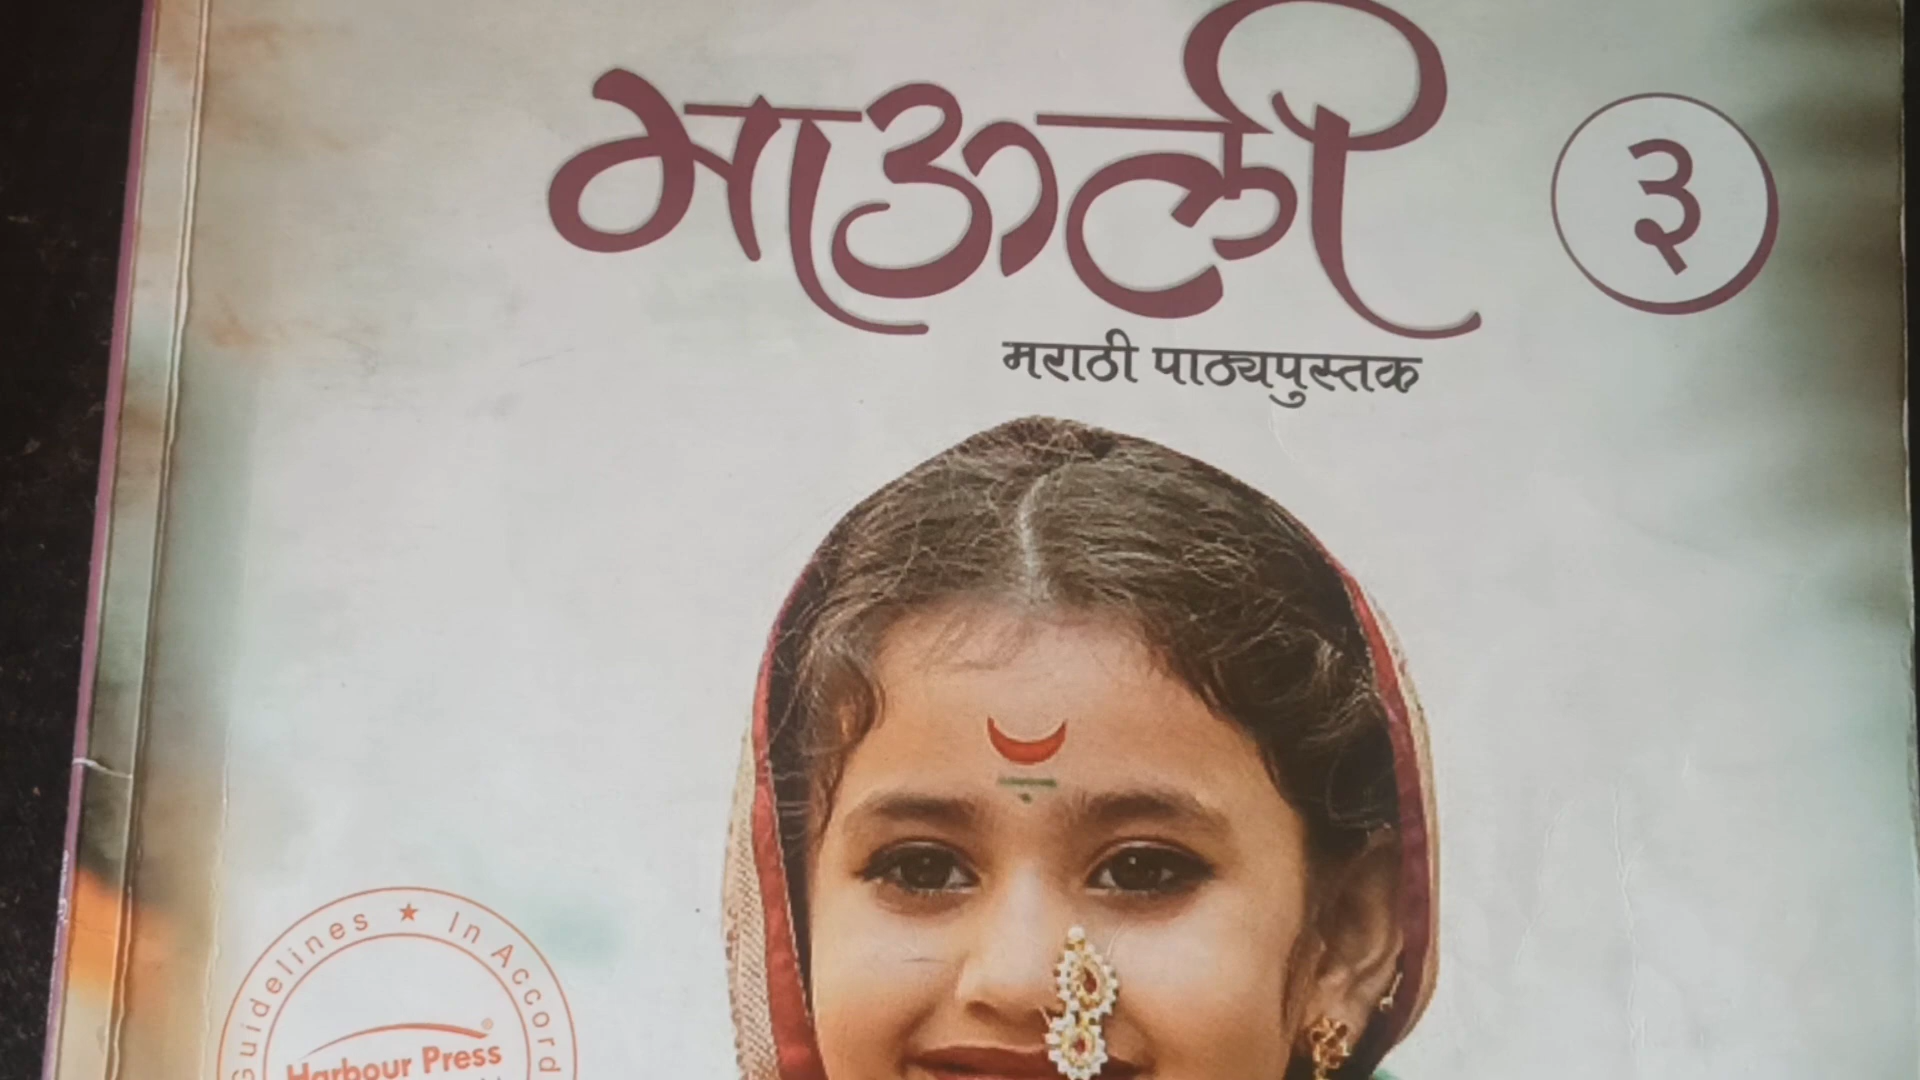 माऊली
३
मराठी पाठ्यपुस्तक
Guidelines ★ In Accord
Harbour Press